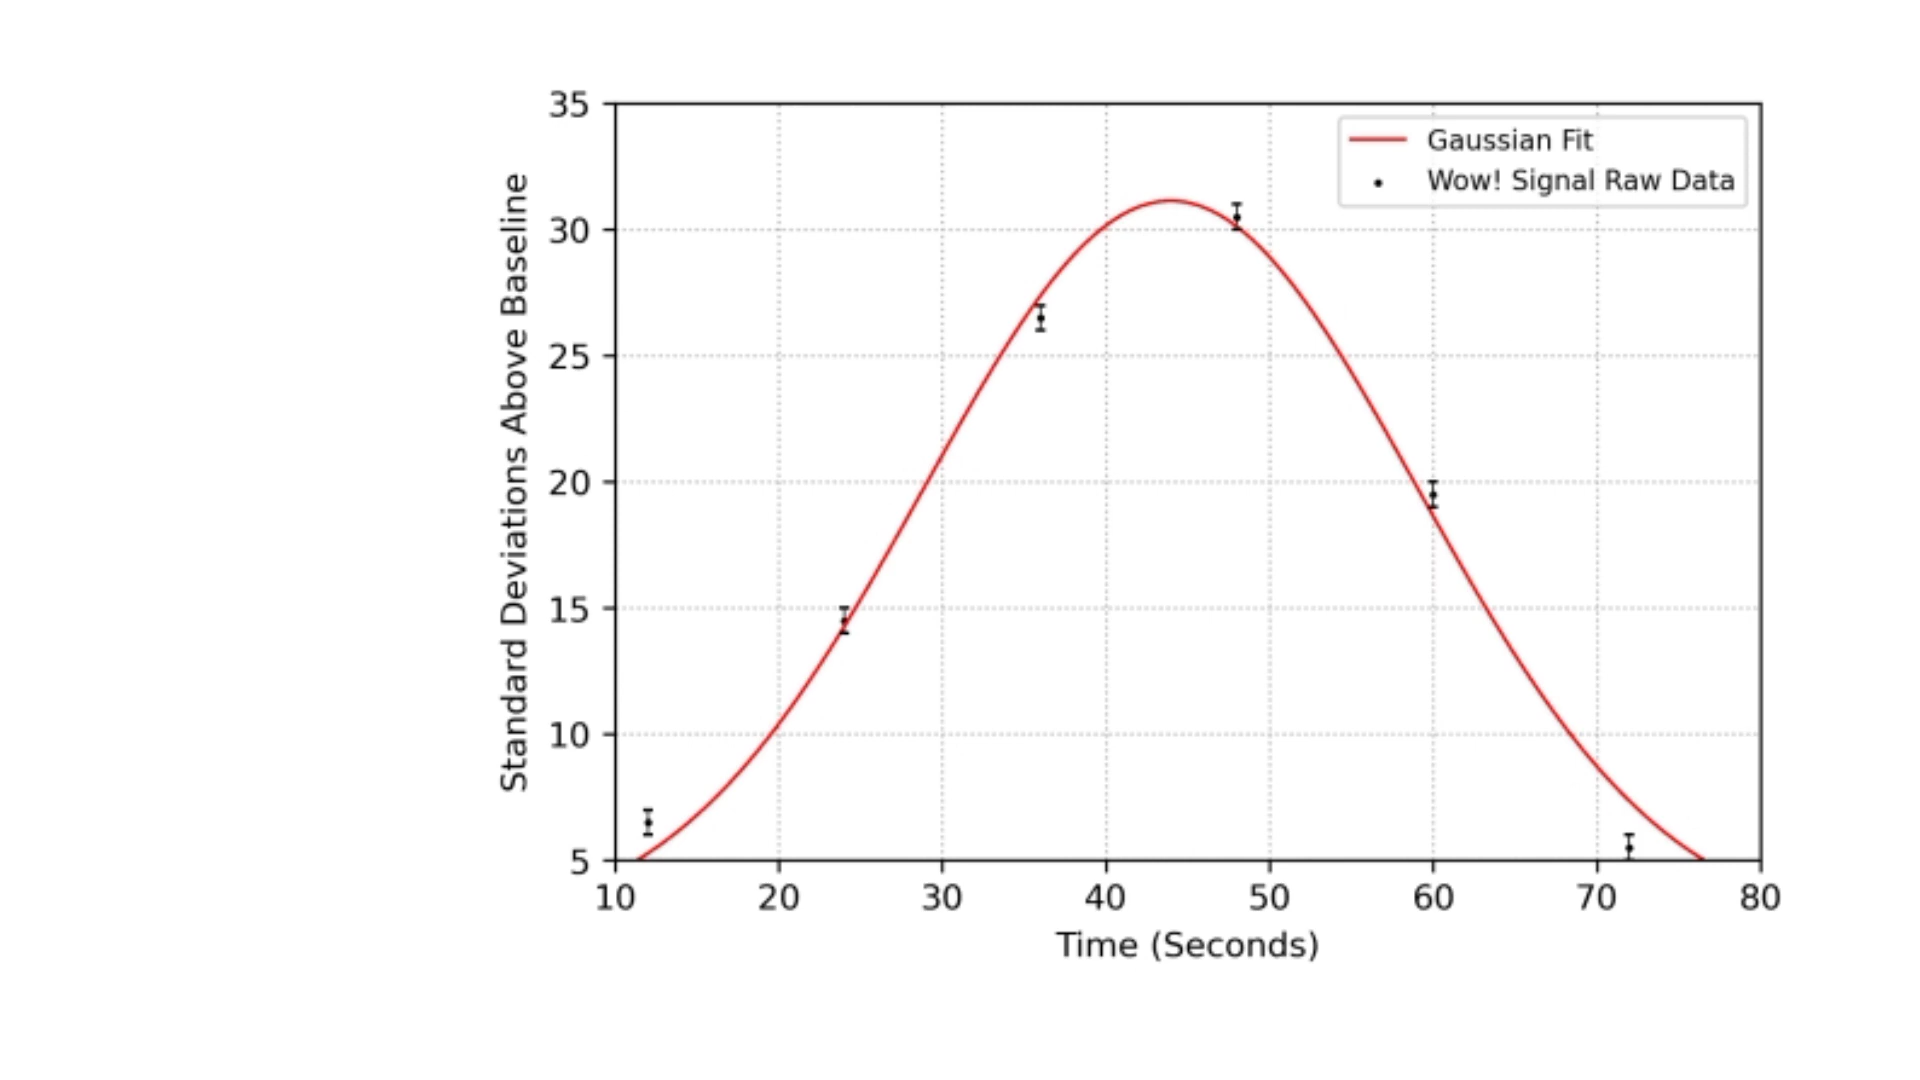 35
30
25
20
15
10
5
Standard Deviations Above Baseline
Gaussian Fit
Wow! Signal Raw Data
10 20 30 40 50 60 70 80
Time (Seconds)